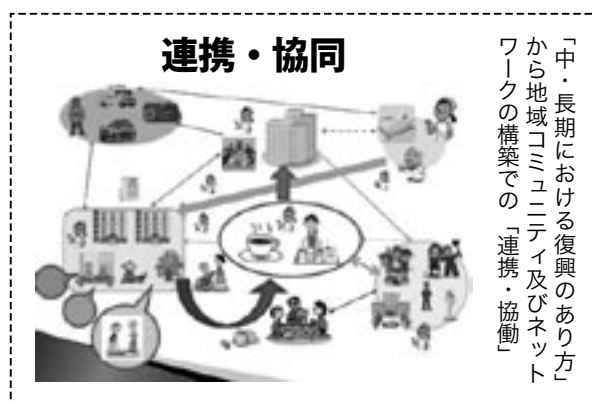 連携・協同
「中・長期における復興のあり方」
から地域コミュニティ及びネット
ワークの構築での「連携・協働」